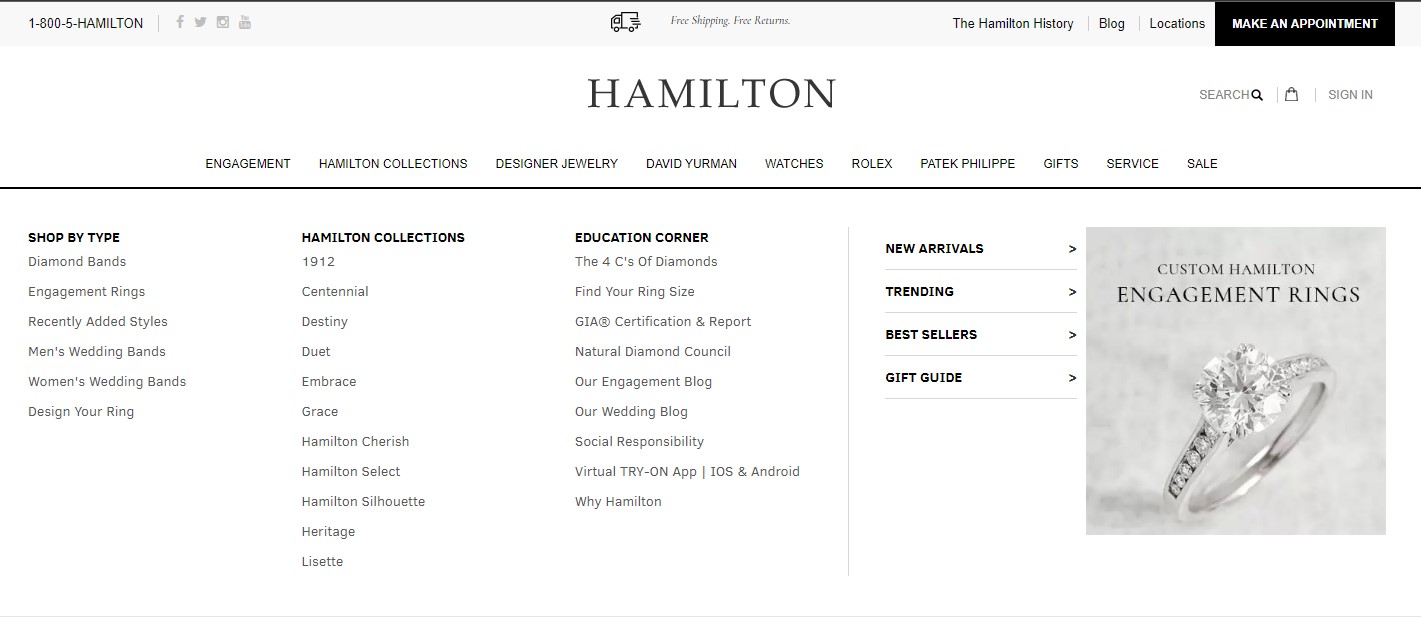 1-800-5-HAMILTON
Free Shipping. Free Returns.
The Hamilton History
Blog
Locations
MAKE AN APPOINTMENT
HAMILTON
SEARCH
SIGN IN
ENGAGEMENT
HAMILTON COLLECTIONS
DESIGNER JEWELRY
DAVID YURMAN
WATCHES
ROLEX
PATEK PHILIPPE
GIFTS
SERVICE
SALE
SHOP BY TYPE
Diamond Bands
Engagement Rings
Recently Added Styles
Men's Wedding Bands
Women's Wedding Bands
Design Your Ring
HAMILTON COLLECTIONS
1912
Centennial
Destiny
Duet
Embrace
Grace
Hamilton Cherish
Hamilton Select
Hamilton Silhouette
Heritage
Lisette
EDUCATION CORNER
The 4 C's Of Diamonds
Find Your Ring Size
GIA® Certification & Report
Natural Diamond Council
Our Engagement Blog
Our Wedding Blog
Social Responsibility
Virtual TRY-ON App | IOS & Android
Why Hamilton
NEW ARRIVALS >
TRENDING >
BEST SELLERS >
GIFT GUIDE >
CUSTOM HAMILTON
ENGAGEMENT RINGS